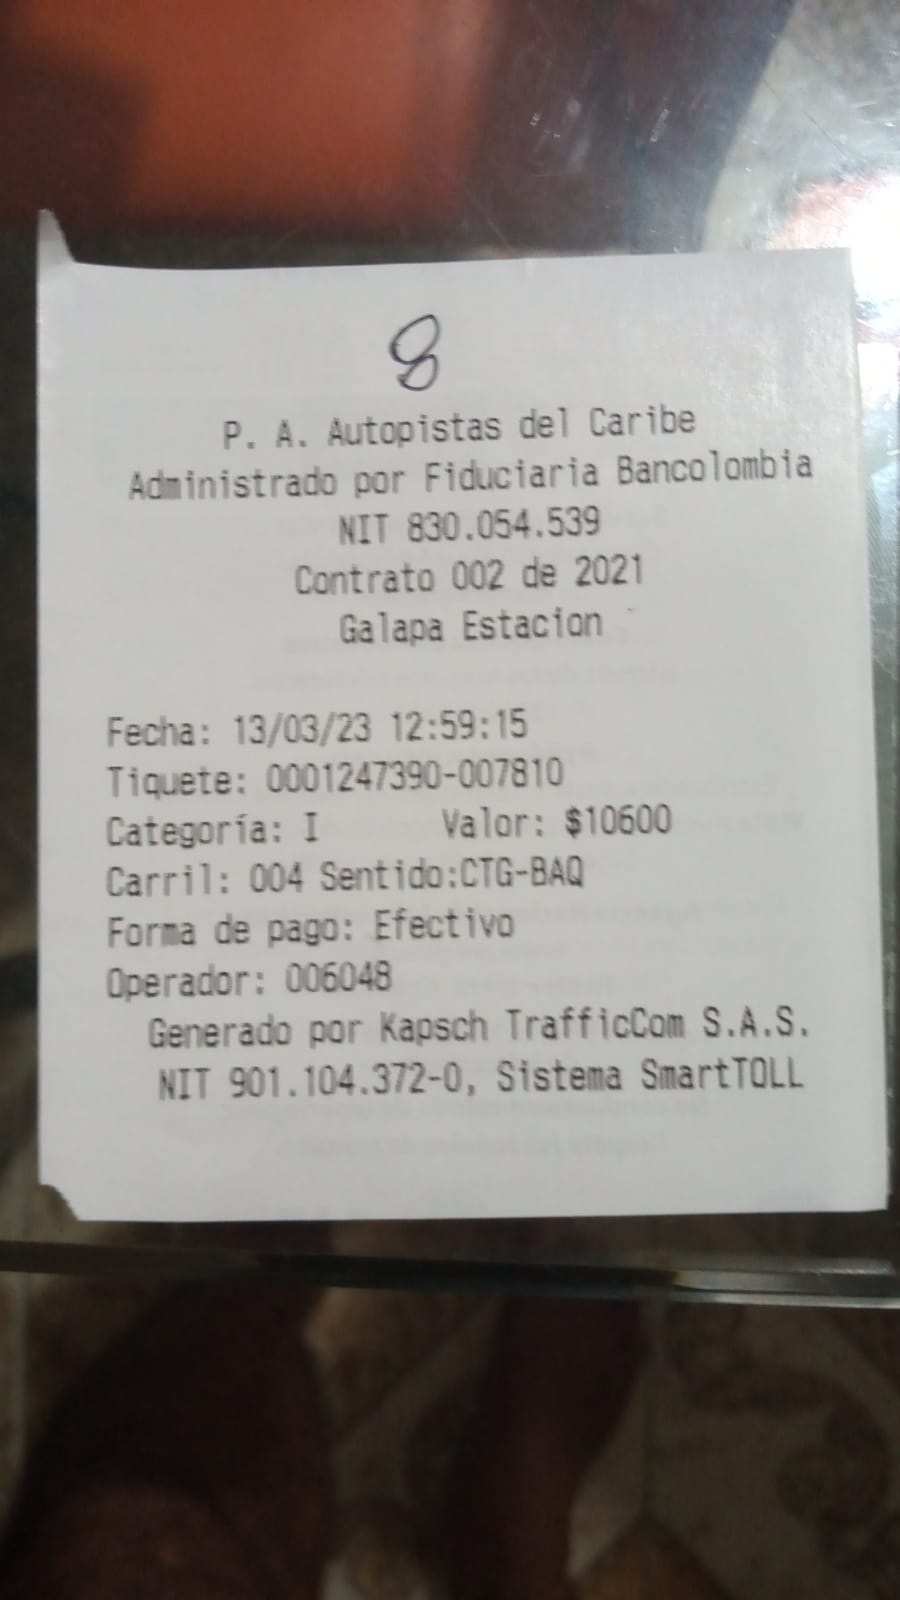 8
P. A. Autopistas del Caribe
Administrado por Fiduciaria Bancolombia
NIT 830.054.539
Contrato 002 de 2021
Galapa Estacion
Fecha: 13/03/23 12:59:15
Tiquete: 0001247390-007810
Categoría: I Valor: $10600
Carril: 004 Sentido:CTG-BAQ
Forma de pago: Efectivo
Operador: 006048
Generado por Kapsch TrafficCom S.A.S.
NIT 901.104.372-0, Sistema SmartTOLL